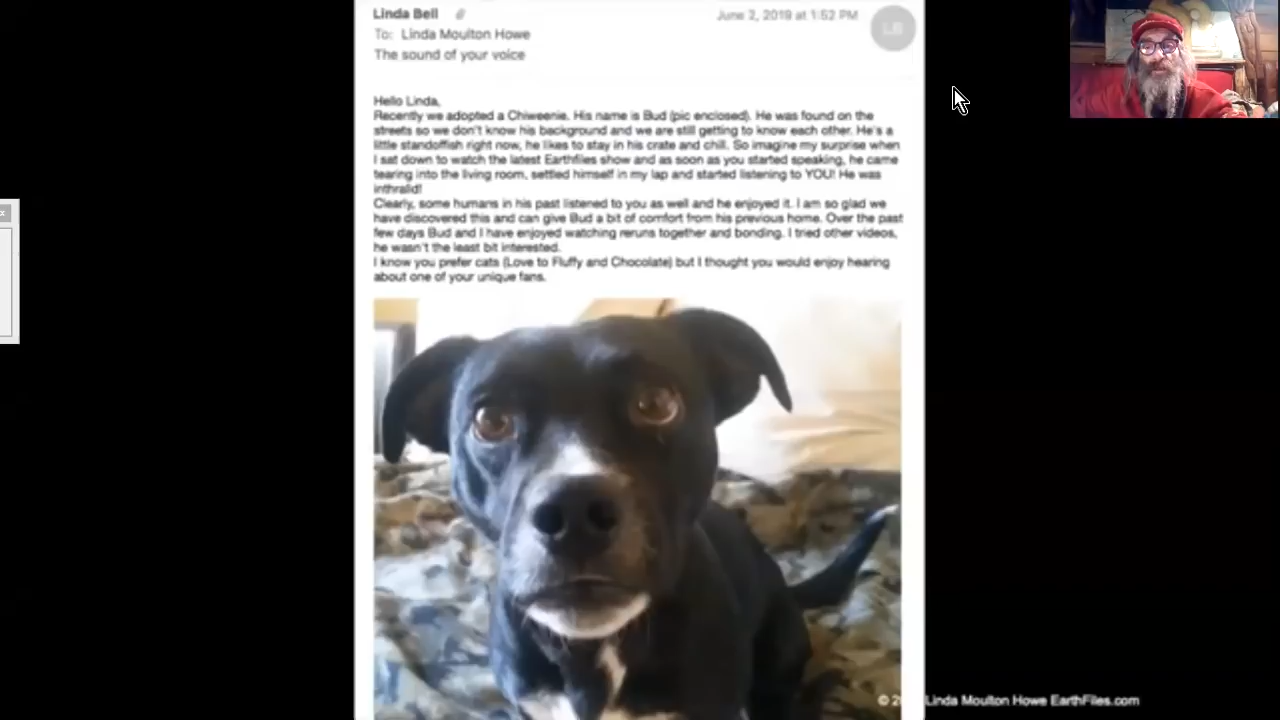 Linda Bell
June 2, 2019 at 1:52 PM
LB
To: Linda Moulton Howe
The sound of your voice
Hello Linda,
Recently we adopted a Chiweenie. His name is Bud (pic enclosed). He was found on the
streets so we don't know his background and we are still getting to know each other. He's a
little standoffish right now, he likes to stay in his crate and chill. So imagine my surprise when
I sat down to watch the latest Earthfiles show and as soon as you started speaking, he came
tearing into the living room, settled himself in my lap and started listening to YOU! He was
inthralld!
Clearly, some humans in his past listened to you as well and he enjoyed it. I am so glad we
have discovered this and can give Bud a bit of comfort from his previous home. Over the past
few days Bud and I have enjoyed watching reruns together and bonding. I tried other videos,
he wasn't the least bit interested.
I know you prefer cats (Love to Fluffy and Chocolate) but I thought you would enjoy hearing
about one of your unique fans.
x
© 2 Linda Moulton Howe EarthFiles.com